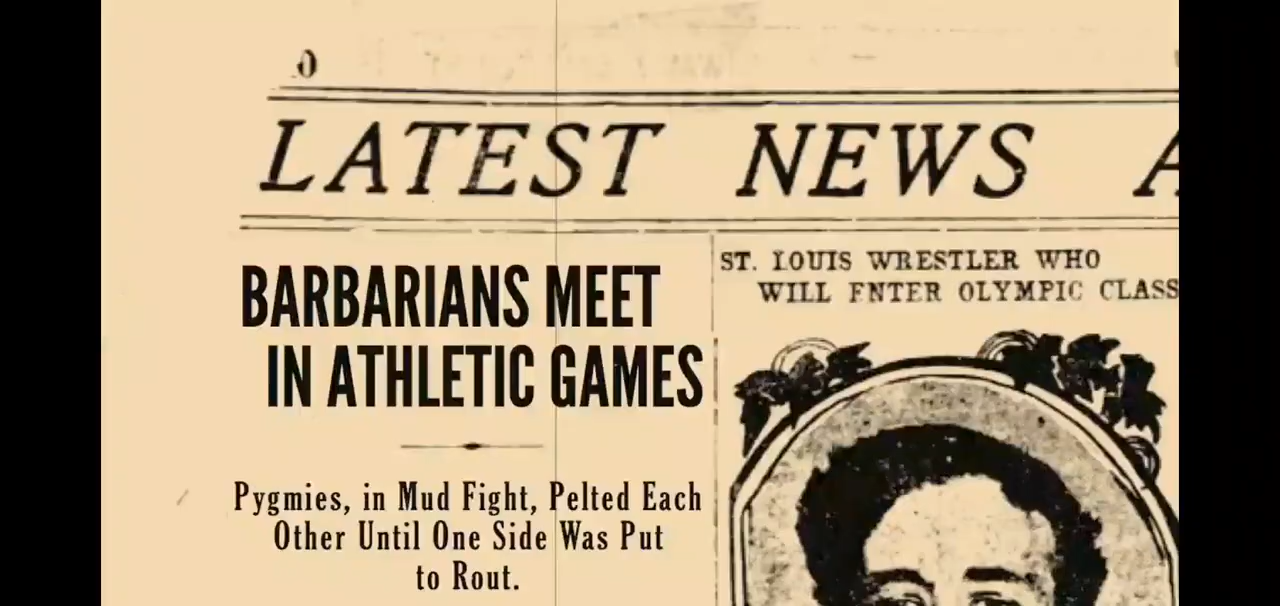 LATEST NEWS A
BARBARIANS MEET
IN ATHLETIC GAMES
Pygmies, in Mud Fight, Pelted Each
Other Until One Side Was Put
to Rout.
ST. LOUIS WRESTLER WHO
WILL ENTER OLYMPIC CLASS